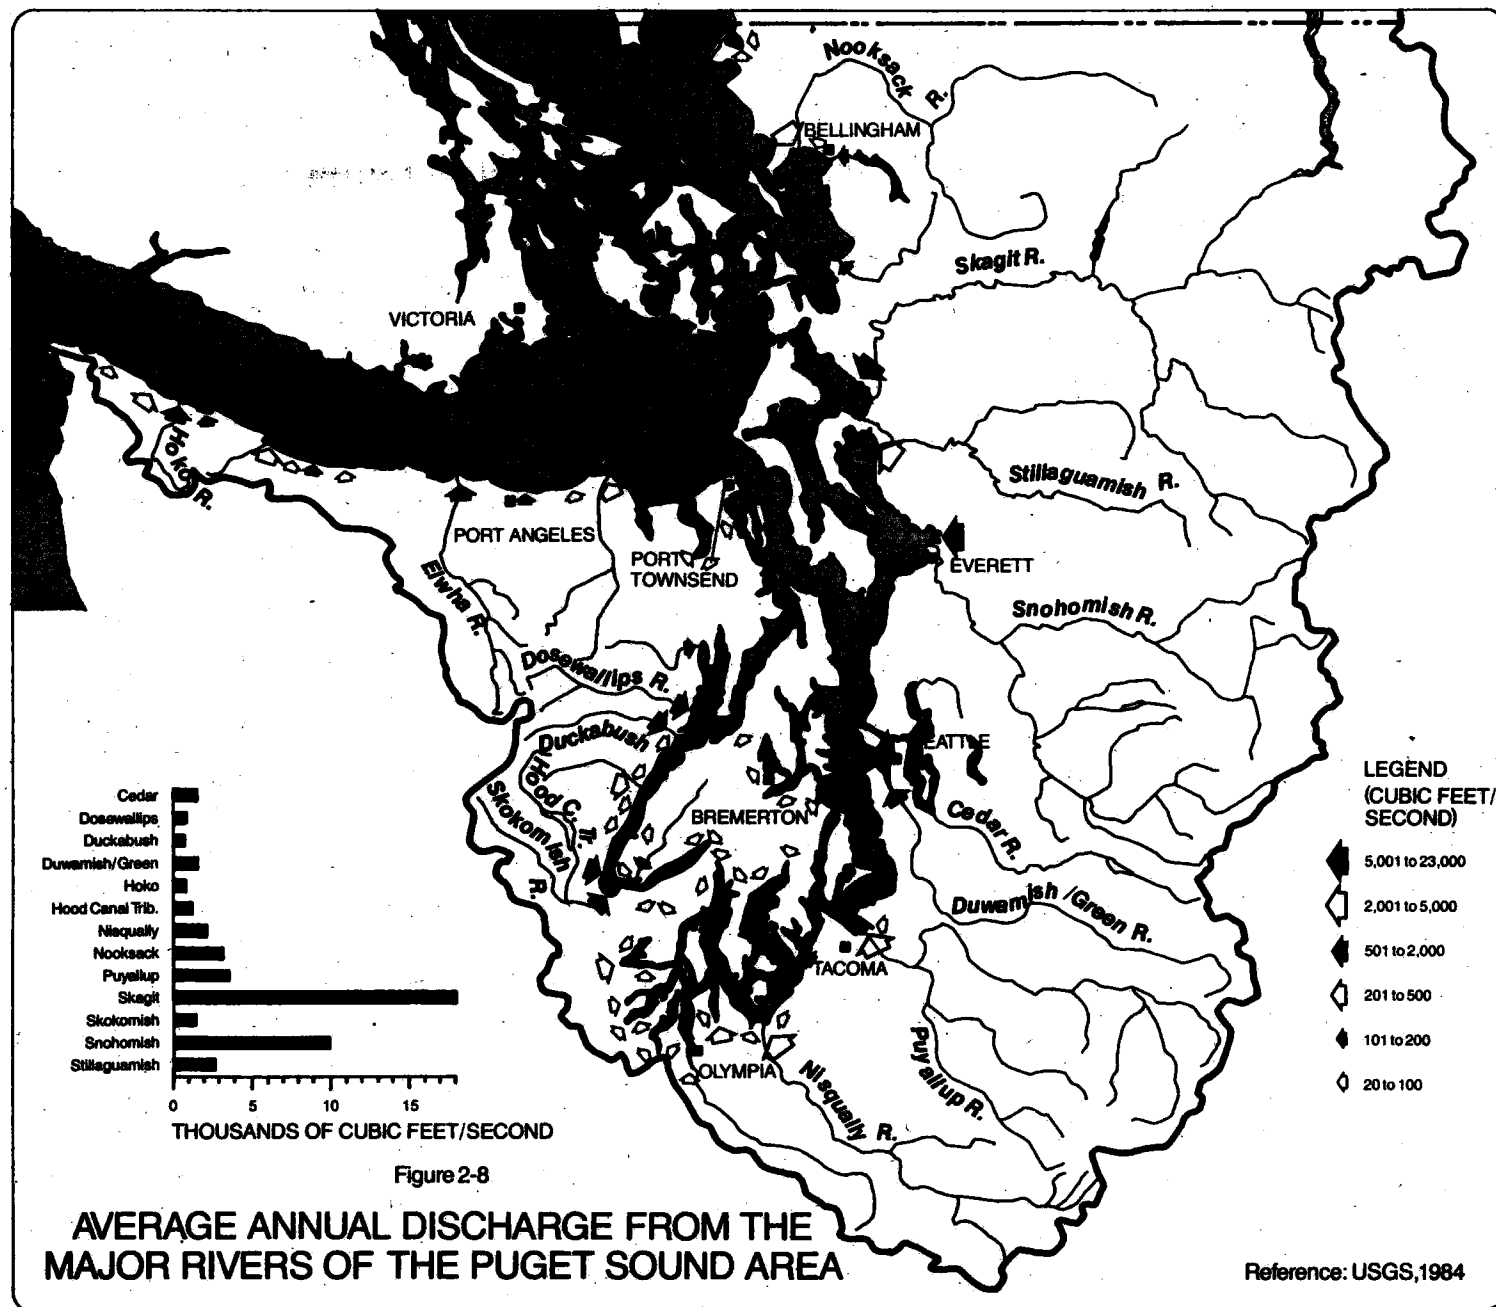 Nooksack R.
BELLINGHAM
Skagit R.
VICTORIA
Hoko R.
Stillaguamish R.
PORT ANGELES
PORT
TOWNSEND
EVERETT
Elwha R.
Snohomish R.
Dosewallips R.
Duckabush
EATTLE
Hood C. Tr.
Skokomish R.
BREMERTON
Cedar R.
Duwamish/Green R.
TACOMA
Puyallup R.
OLYMPIA
Nisqually R.
LEGEND
(CUBIC FEET/
SECOND)
5,001 to 23,000
2,001 to 5,000
501 to 2,000
201 to 500
101 to 200
20 to 100
Cedar
Dosewallips
Duckabush
Duwamish/Green
Hoko
Hood Canal Trib.
Nisqually
Nooksack
Puyallup
Skagit
Skokomish
Snohomish
Stillaguamish
0 5 10 15
THOUSANDS OF CUBIC FEET/SECOND
Figure 2-8
AVERAGE ANNUAL DISCHARGE FROM THE
MAJOR RIVERS OF THE PUGET SOUND AREA
Reference: USGS,1984